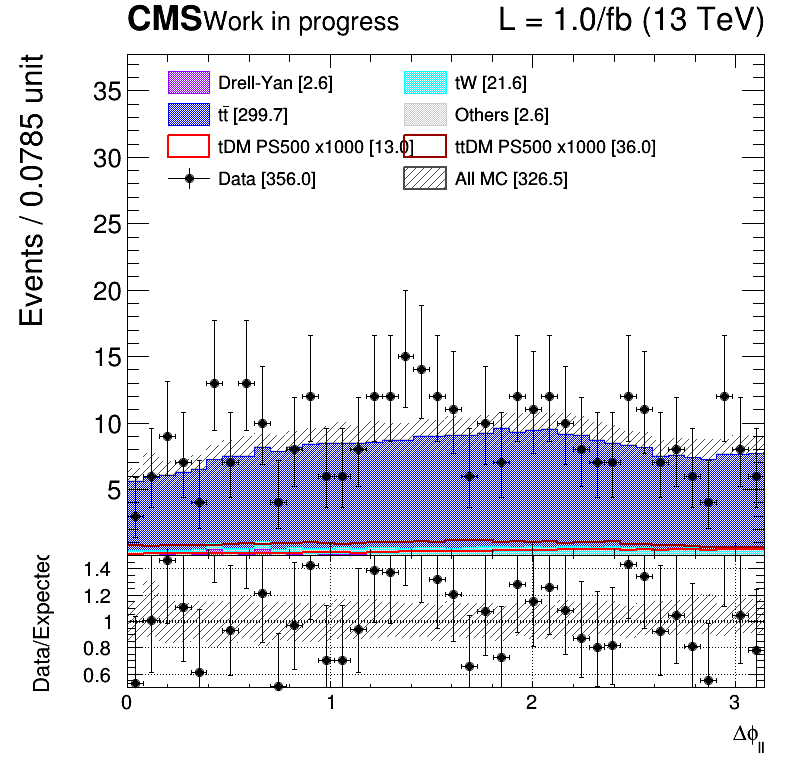 CMS Work in progress L = 1.0/fb (13 TeV)
Events / 0.0785 unit
35
30
25
20
15
10
5
Drell-Yan [2.6] tW [21.6]
tt̄ [299.7] Others [2.6]
tDM PS500 x1000 [13.0] ttDM PS500 x1000 [36.0]
Data [356.0] All MC [326.5]
Data/Expected
1.4
1.2
1
0.8
0.6
0 1 2 3
Δϕll